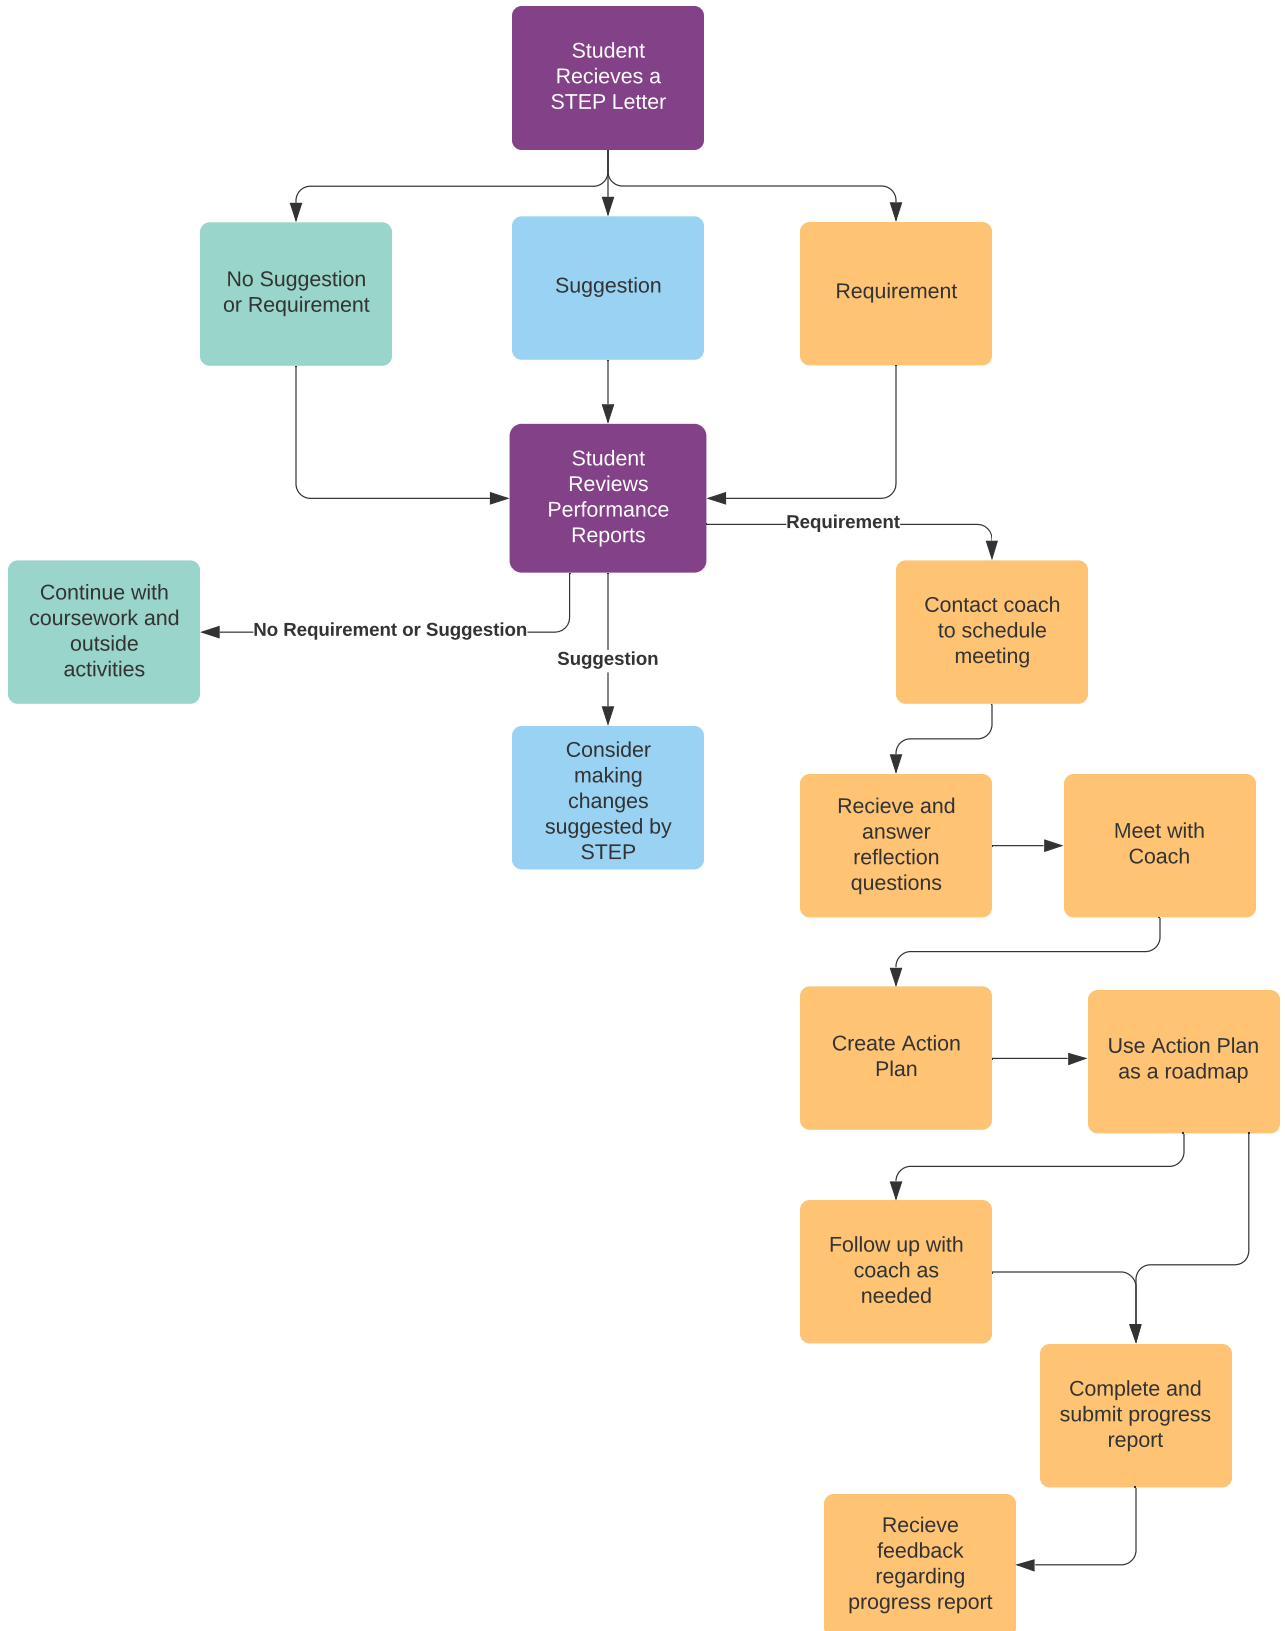 Student
Recieves a
STEP Letter
No Suggestion
or Requirement
Suggestion
Requirement
Student
Reviews
Performance
Reports
Requirement
No Requirement or Suggestion
Suggestion
Continue with
coursework and
outside
activities
Contact coach
to schedule
meeting
Consider
making
changes
suggested by
STEP
Recieve and
answer
reflection
questions
Meet with
Coach
Create Action
Plan
Use Action Plan
as a roadmap
Follow up with
coach as
needed
Complete and
submit progress
report
Recieve
feedback
regarding
progress report